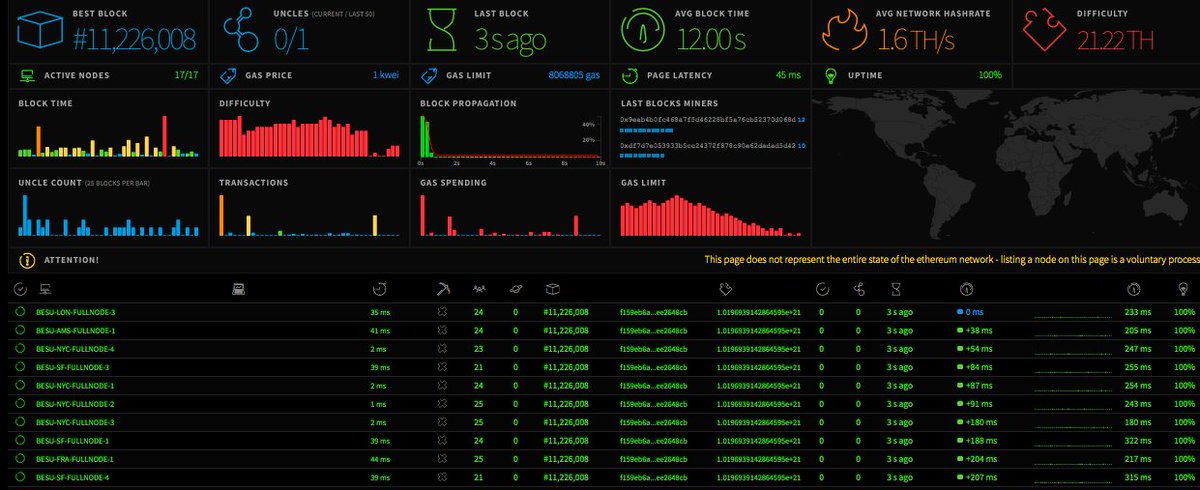 BEST BLOCK
#11,226,008
UNCLES (CURRENT / LAST 50)
0/1
LAST BLOCK
3 s ago
AVG BLOCK TIME
12.00 s
AVG NETWORK HASHRATE
1.6 TH/s
DIFFICULTY
21.22 TH
ACTIVE NODES 17/17
GAS PRICE 1 kwei
GAS LIMIT 8068805 gas
PAGE LATENCY 45 ms
UPTIME 100%
BLOCK TIME
DIFFICULTY
BLOCK PROPAGATION
40%
20%
0s 2s 4s 6s 8s 10s
LAST BLOCKS MINERS
12
10
UNCLE COUNT (25 BLOCKS PER BAR)
TRANSACTIONS
GAS SPENDING
GAS LIMIT
ATTENTION!
This page does not represent the entire state of the ethereum network - listing a node on this page is a voluntary process
BESU-LON-FULLNODE-3 35 ms 24 0 #11,226,008 f159eb6a...ee2648cb 1.0196939142864595e+21 0 0 3 s ago 0 ms 233 ms 100%
BESU-AMS-FULLNODE-1 41 ms 24 0 #11,226,008 f159eb6a...ee2648cb 1.0196939142864595e+21 0 0 3 s ago +38 ms 205 ms 100%
BESU-NYC-FULLNODE-4 2 ms 23 0 #11,226,008 f159eb6a...ee2648cb 1.0196939142864595e+21 0 0 3 s ago +54 ms 247 ms 100%
BESU-SF-FULLNODE-3 39 ms 21 0 #11,226,008 f159eb6a...ee2648cb 1.0196939142864595e+21 0 0 3 s ago +84 ms 255 ms 100%
BESU-NYC-FULLNODE-1 2 ms 24 0 #11,226,008 f159eb6a...ee2648cb 1.0196939142864595e+21 0 0 3 s ago +87 ms 254 ms 100%
BESU-NYC-FULLNODE-2 1 ms 25 0 #11,226,008 f159eb6a...ee2648cb 1.0196939142864595e+21 0 0 3 s ago +91 ms 243 ms 100%
BESU-NYC-FULLNODE-3 2 ms 25 0 #11,226,008 f159eb6a...ee2648cb 1.0196939142864595e+21 0 0 3 s ago +180 ms 180 ms 100%
BESU-SF-FULLNODE-1 39 ms 24 0 #11,226,008 f159eb6a...ee2648cb 1.0196939142864595e+21 0 0 3 s ago +188 ms 322 ms 100%
BESU-FRA-FULLNODE-1 44 ms 25 0 #11,226,008 f159eb6a...ee2648cb 1.0196939142864595e+21 0 0 3 s ago +204 ms 217 ms 100%
BESU-SF-FULLNODE-4 39 ms 21 0 #11,226,008 f159eb6a...ee2648cb 1.0196939142864595e+21 0 0 3 s ago +207 ms 315 ms 100%